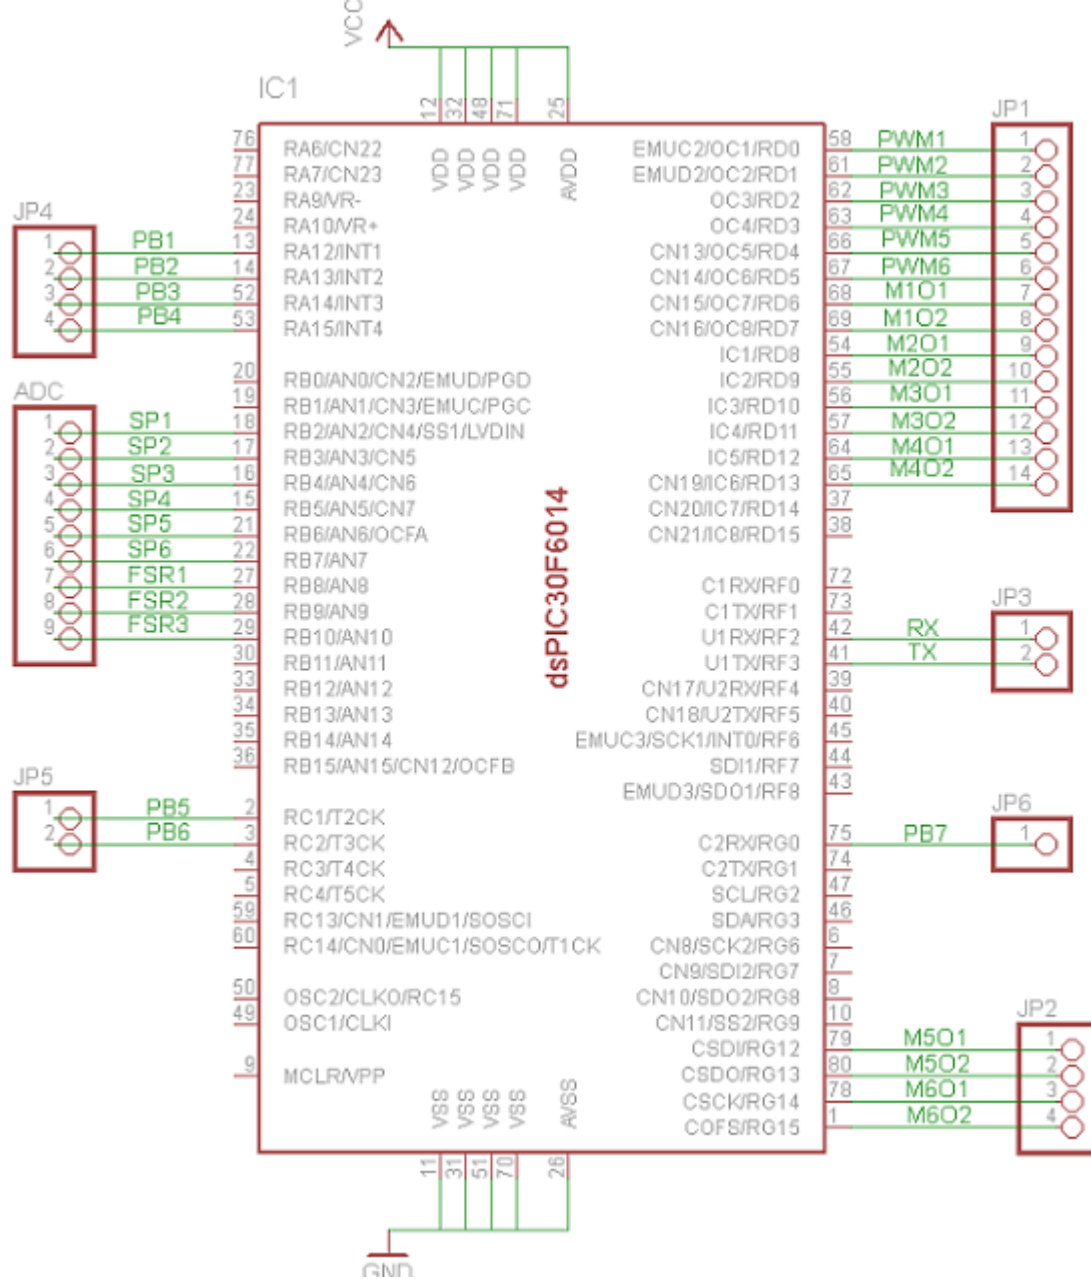 VCC
IC1
12 32 48 71 25
VDD VDD VDD VDD AVDD
JP1
76 RA6/CN22 EMUC2/OC1/RD0 58 PWM1 1
77 RA7/CN23 EMUD2/OC2/RD1 61 PWM2 2
23 RA9/VR- OC3/RD2 62 PWM3 3
JP4
24 RA10/VR+ OC4/RD3 63 PWM4 4
1 PB1 13 RA12/INT1 CN13/OC5/RD4 66 PWM5 5
2 PB2 14 RA13/INT2 CN14/OC6/RD5 67 PWM6 6
3 PB3 52 RA14/INT3 CN15/OC7/RD6 68 M1O1 7
4 PB4 53 RA15/INT4 CN16/OC8/RD7 69 M1O2 8
IC1/RD8 54 M2O1 9
ADC
20 RB0/AN0/CN2/EMUD/PGD IC2/RD9 55 M2O2 10
19 RB1/AN1/CN3/EMUC/PGC IC3/RD10 56 M3O1 11
1 SP1 18 RB2/AN2/CN4/SS1/LVDIN IC4/RD11 57 M3O2 12
2 SP2 17 RB3/AN3/CN5 IC5/RD12 64 M4O1 13
3 SP3 16 RB4/AN4/CN6 CN19/IC6/RD13 65 M4O2 14
4 SP4 15 RB5/AN5/CN7 CN20/IC7/RD14 37
5 SP5 21 RB6/AN6/OCFA CN21/IC8/RD15 38
6 SP6 22 RB7/AN7
7 FSR1 27 RB8/AN8 C1RX/RF0 72
8 FSR2 28 RB9/AN9 C1TX/RF1 73
JP3
9 FSR3 29 RB10/AN10 U1RX/RF2 42 RX 1
30 RB11/AN11 U1TX/RF3 41 TX 2
dsPIC30F6014
33 RB12/AN12 CN17/U2RX/RF4 39
34 RB13/AN13 CN18/U2TX/RF5 40
35 RB14/AN14 EMUC3/SCK1/INT0/RF6 45
36 RB15/AN15/CN12/OCFB SDI1/RF7 44
EMUD3/SDO1/RF8 43
JP5
1 PB5 2 RC1/T2CK
JP6
2 PB6 3 RC2/T3CK C2RX/RG0 75 PB7 1
4 RC3/T4CK C2TX/RG1 74
5 RC4/T5CK SCL/RG2 47
59 RC13/CN1/EMUD1/SOSCI SDA/RG3 46
60 RC14/CN0/EMUC1/SOSCO/T1CK CN8/SCK2/RG6 6
CN9/SDI2/RG7 7
50 OSC2/CLKO/RC15 CN10/SDO2/RG8 8
49 OSC1/CLKI CN11/SS2/RG9 10
JP2
CSDI/RG12 79 M5O1 1
9 MCLR/VPP CSDO/RG13 80 M5O2 2
CSCK/RG14 78 M6O1 3
COFS/RG15 1 M6O2 4
VSS VSS VSS VSS AVSS
11 31 51 70 26
GND